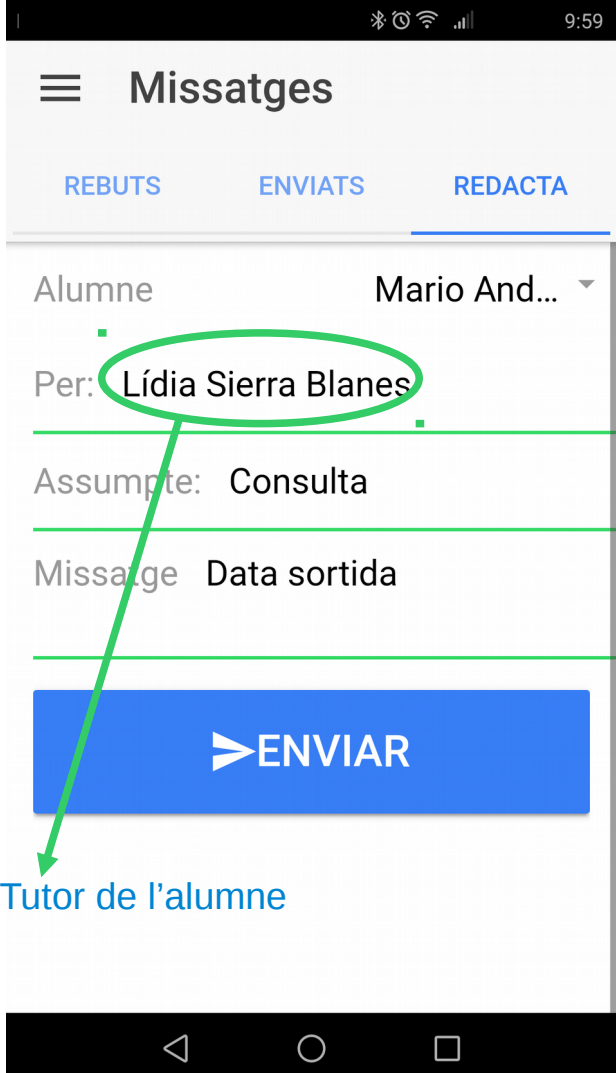 9:59
Missatges
REBUTS ENVIATS REDACTA
Alumne Mario And...
Per: Lídia Sierra Blanes
Assumpte: Consulta
Missatge Data sortida
ENVIAR
Tutor de l’alumne